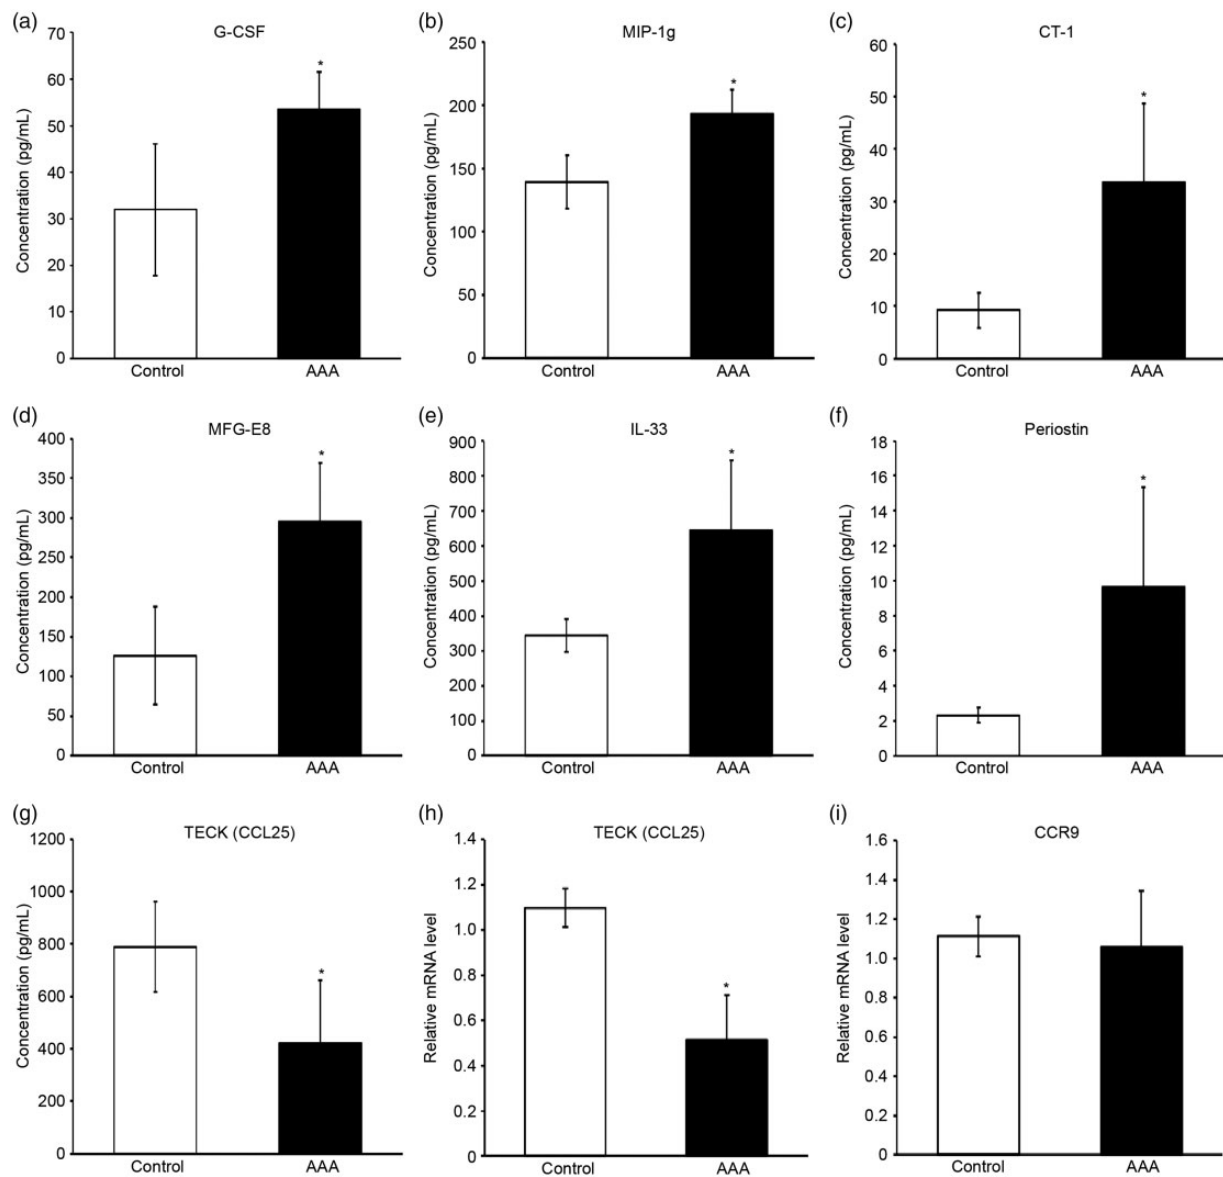 (a)
G-CSF
70
60
50
40
30
20
10
0
Concentration (pg/mL)
*
Control
AAA
(b)
MIP-1g
250
200
150
100
50
0
Concentration (pg/mL)
*
Control
AAA
(c)
CT-1
60
50
40
30
20
10
0
Concentration (pg/mL)
*
Control
AAA
(d)
MFG-E8
400
350
300
250
200
150
100
50
0
Concentration (pg/mL)
*
Control
AAA
(e)
IL-33
900
800
700
600
500
400
300
200
100
0
Concentration (pg/mL)
*
Control
AAA
(f)
Periostin
18
16
14
12
10
8
6
4
2
0
Concentration (pg/mL)
*
Control
AAA
(g)
TECK (CCL25)
1200
1000
800
600
400
200
0
Concentration (pg/mL)
*
Control
AAA
(h)
TECK (CCL25)
1.4
1.2
1.0
0.8
0.6
0.4
0.2
0
Relative mRNA level
*
Control
AAA
(i)
CCR9
1.6
1.4
1.2
1.0
0.8
0.6
0.4
0.2
0
Relative mRNA level
Control
AAA